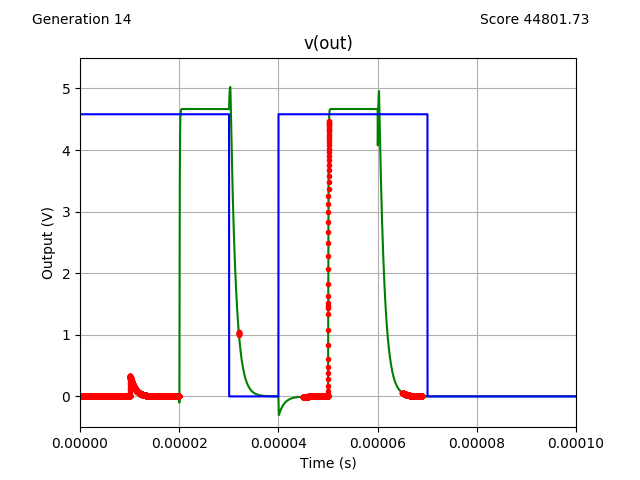 Generation 14
Score 44801.73
v(out)
Output (V)
5
4
3
2
1
0
0.00000
0.00002
0.00004
0.00006
0.00008
0.00010
Time (s)